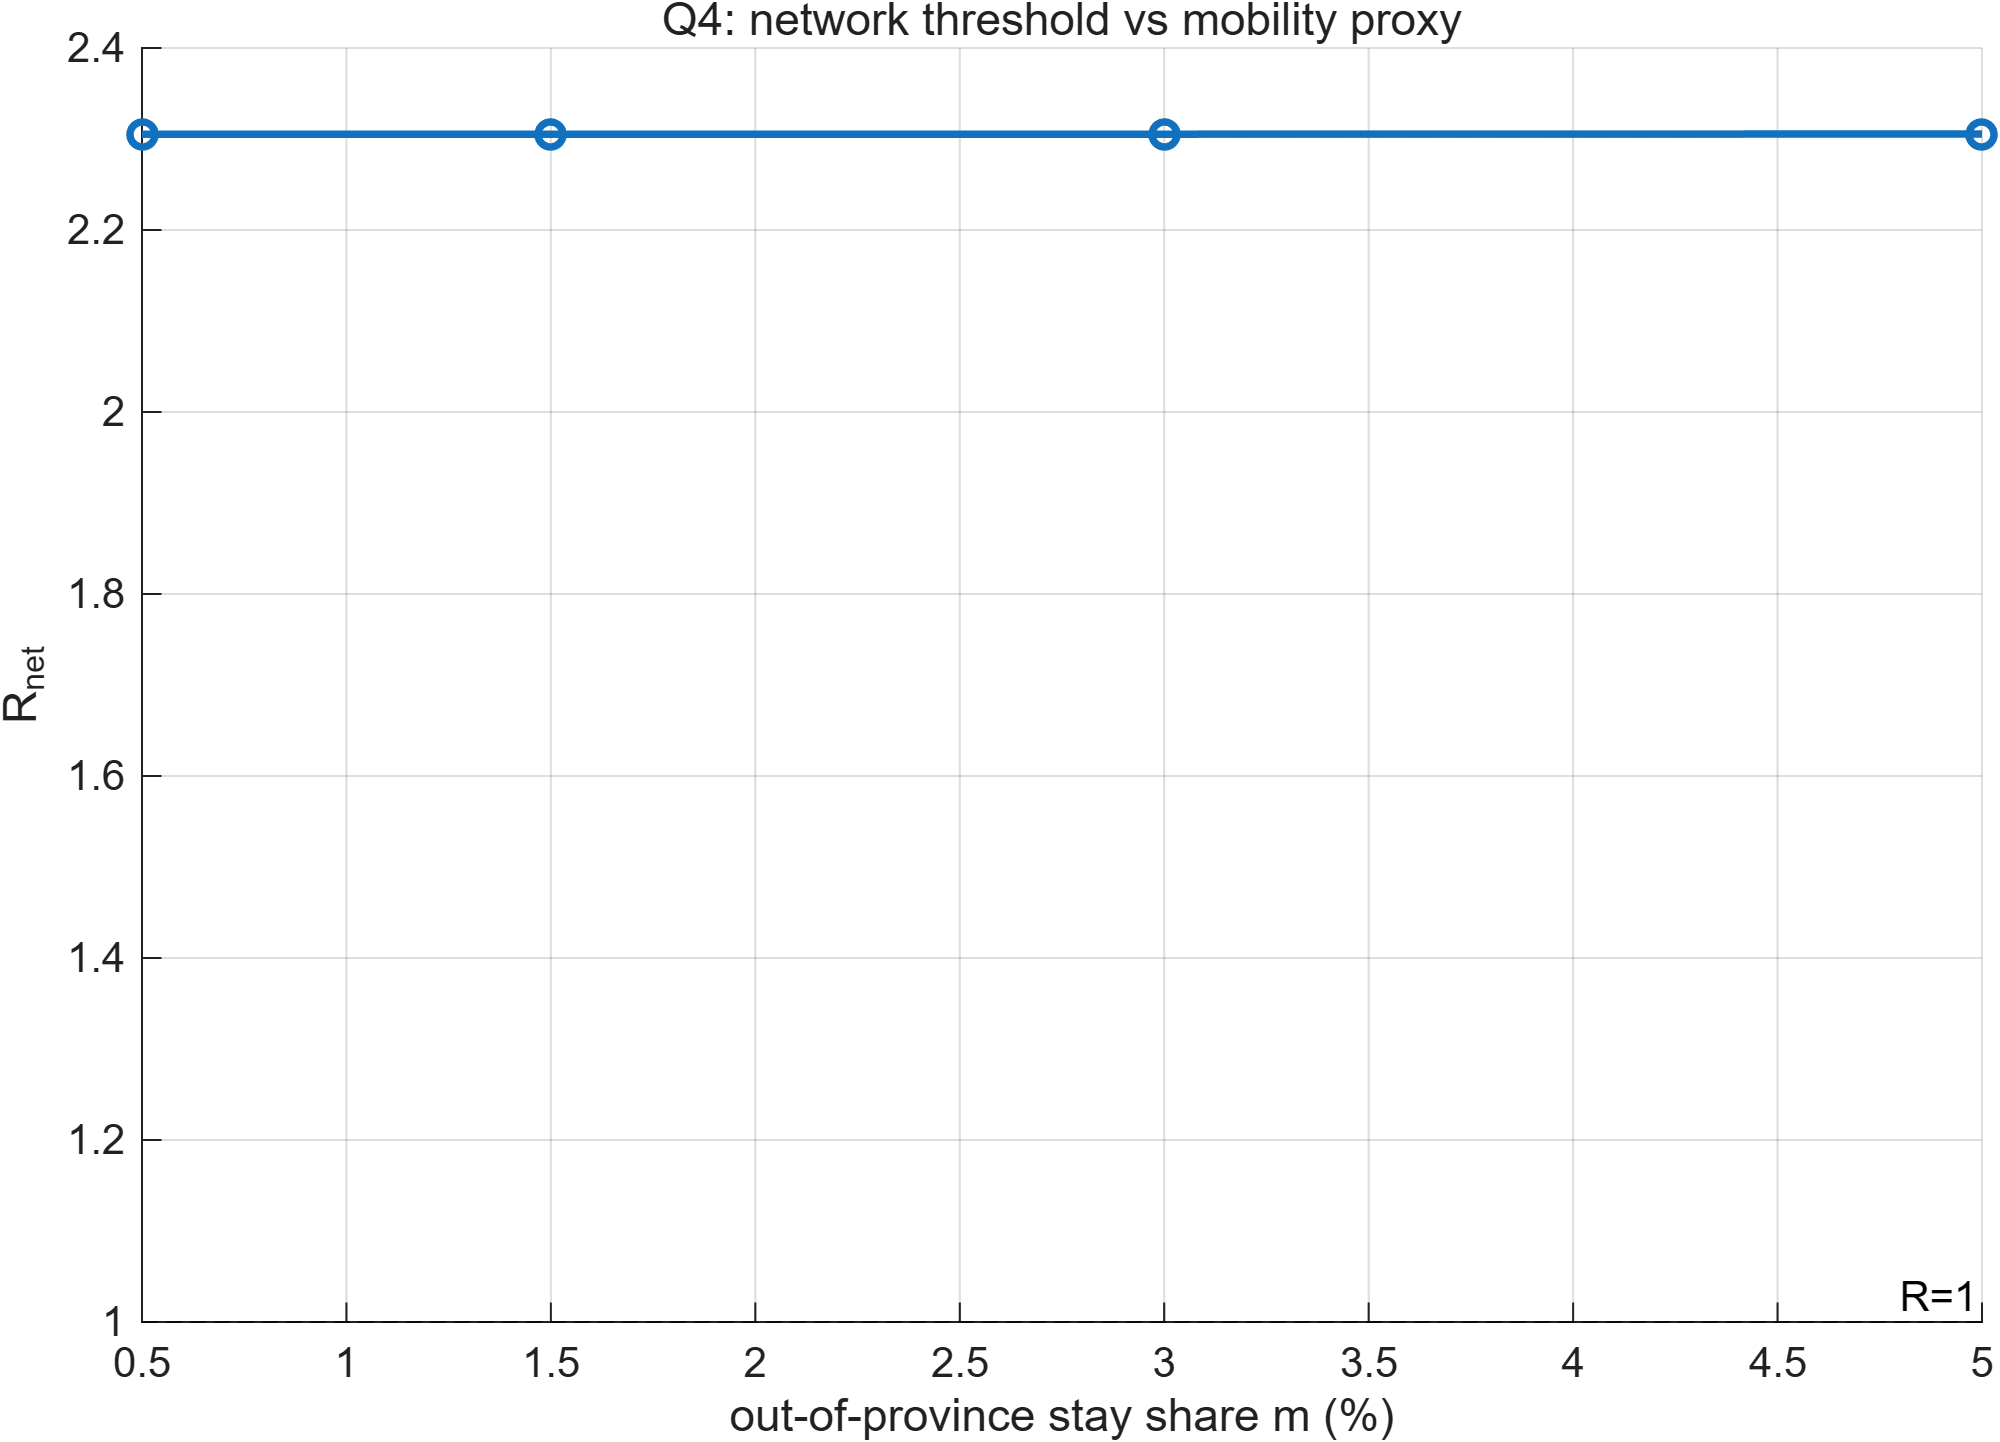 Q4: network threshold vs mobility proxy
2.4
2.2
2
1.8
1.6
1.4
1.2
1
R_net
R=1
0.5 1 1.5 2 2.5 3 3.5 4 4.5 5
out-of-province stay share m (%)